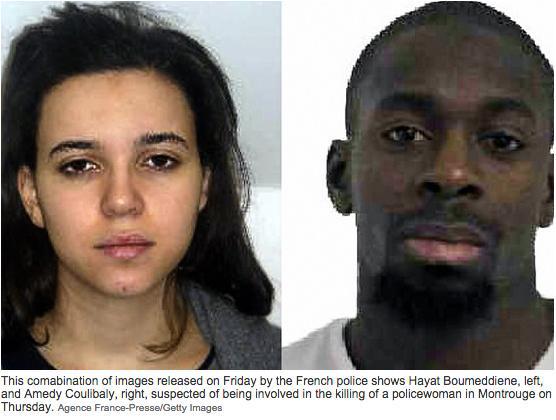 This comabination of images released on Friday by the French police shows Hayat Boumeddiene, left,
and Amedy Coulibaly, right, suspected of being involved in the killing of a policewoman in Montrouge on
Thursday. Agence France-Presse/Getty Images